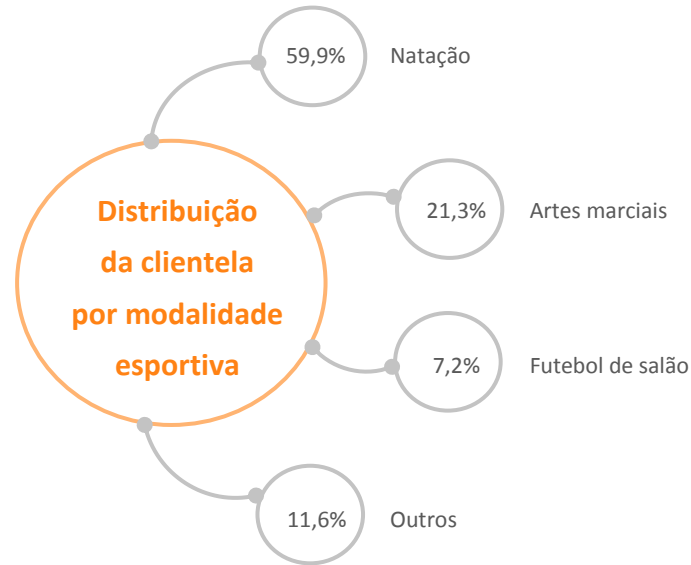 59,9% Natação
Distribuição
da clientela
por modalidade
esportiva
21,3% Artes marciais
7,2% Futebol de salão
11,6% Outros